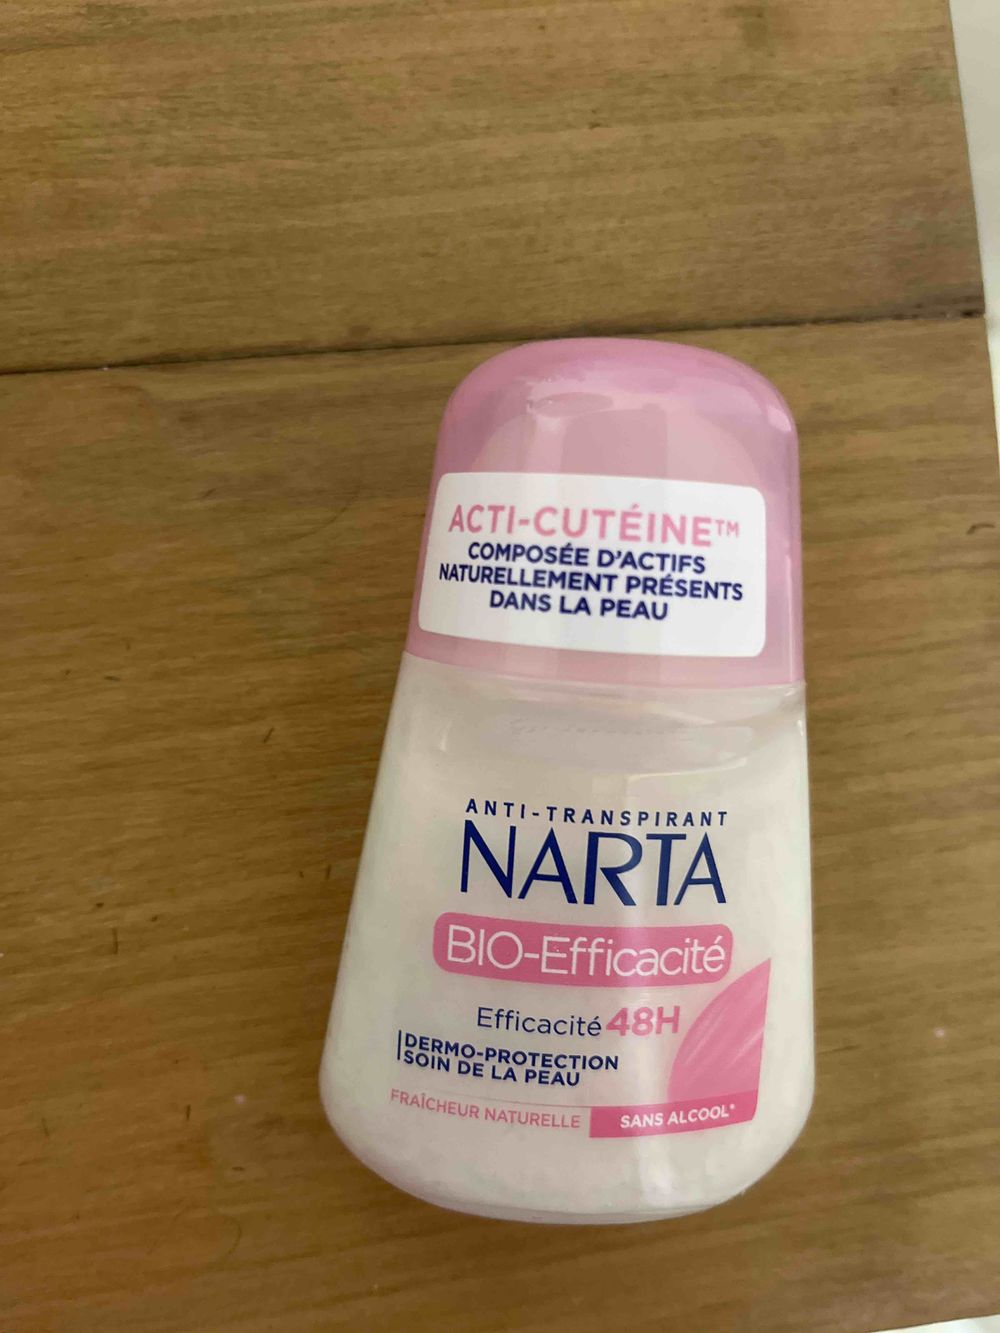 ACTI-CUTÉINE™
COMPOSÉE D'ACTIFS
NATURELLEMENT PRÉSENTS
DANS LA PEAU
ANTI-TRANSPIRANT
NARTA
BIO-Efficacité
Efficacité 48H
DERMO-PROTECTION
SOIN DE LA PEAU
FRAÎCHEUR NATURELLE
SANS ALCOOL*